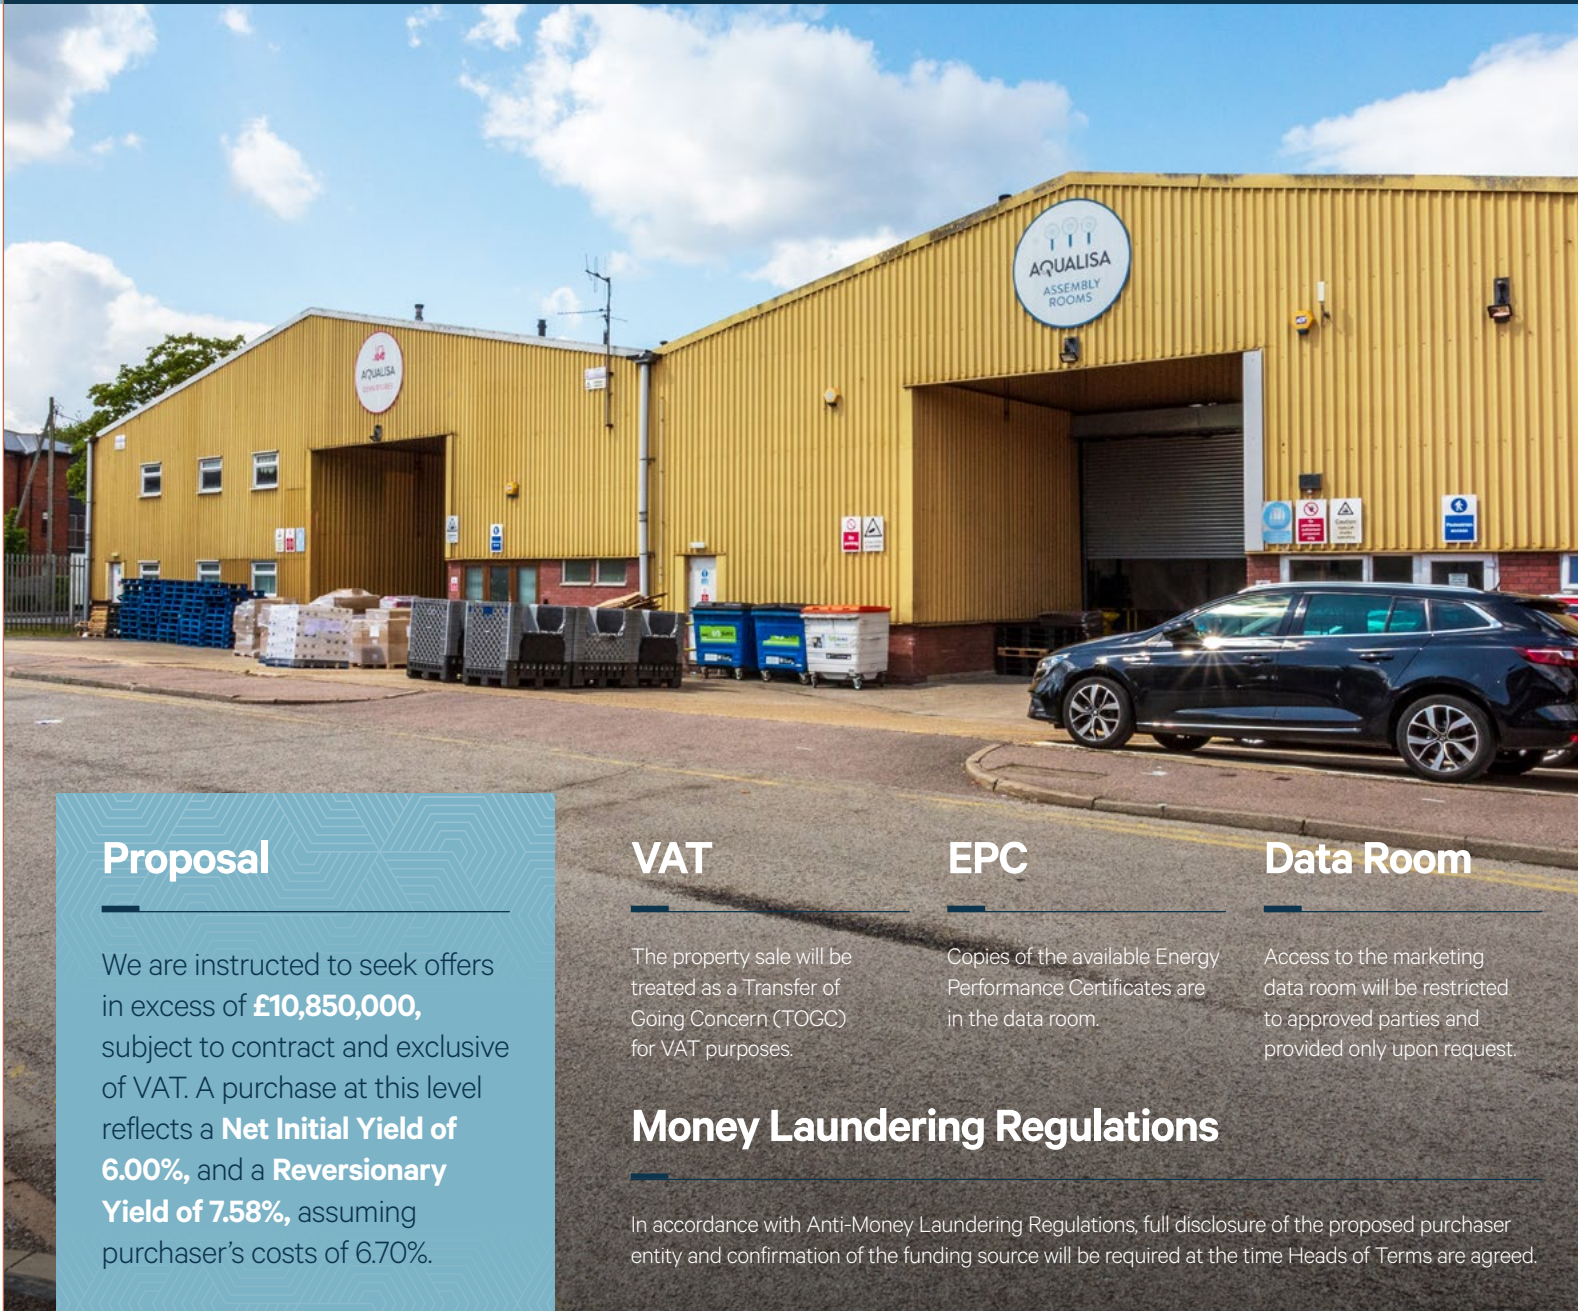 AQUALISA
AQUALISA
ASSEMBLY
ROOMS
Pedestrian
access
Proposal
We are instructed to seek offers
in excess of £10,850,000,
subject to contract and exclusive
of VAT. A purchase at this level
reflects a Net Initial Yield of
6.00%, and a Reversionary
Yield of 7.58%, assuming
purchaser's costs of 6.70%.
VAT
The property sale will be
treated as a Transfer of
Going Concern (TOGC)
for VAT purposes.
EPC
Copies of the available Energy
Performance Certificates are
in the data room.
Data Room
Access to the marketing
data room will be restricted
to approved parties and
provided only upon request.
Money Laundering Regulations
In accordance with Anti-Money Laundering Regulations, full disclosure of the proposed purchaser
entity and confirmation of the funding source will be required at the time Heads of Terms are agreed.